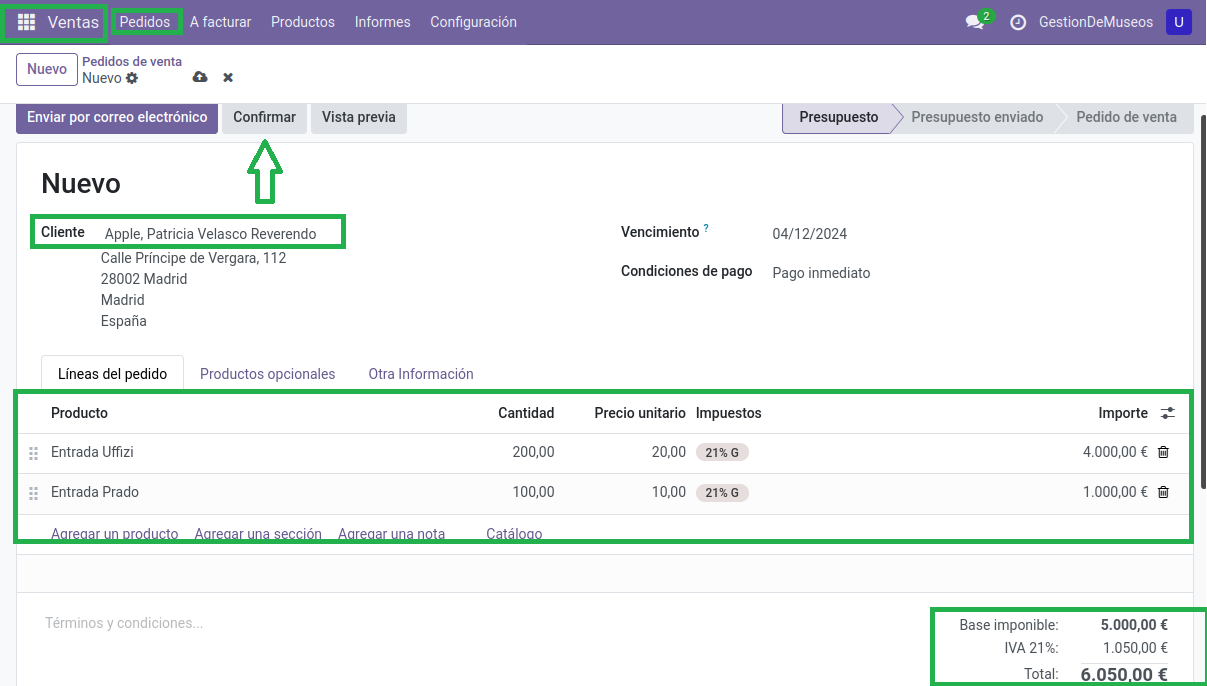 Ventas Pedidos A facturar Productos Informes Configuración 2 GestionDeMuseos U
Nuevo Pedidos de venta
Nuevo
Enviar por correo electrónico Confirmar Vista previa Presupuesto Presupuesto enviado Pedido de venta
Nuevo
Cliente Apple, Patricia Velasco Reverendo Vencimiento ? 04/12/2024
Calle Príncipe de Vergara, 112
28002 Madrid Condiciones de pago Pago inmediato
Madrid
España
Líneas del pedido Productos opcionales Otra Información
Producto Cantidad Precio unitario Impuestos Importe
Entrada Uffizi 200,00 20,00 21% G 4.000,00 €
Entrada Prado 100,00 10,00 21% G 1.000,00 €
Agregar un producto Agregar una sección Agregar una nota Catálogo
Términos y condiciones... Base imponible: 5.000,00 €
IVA 21%: 1.050,00 €
Total: 6.050,00 €